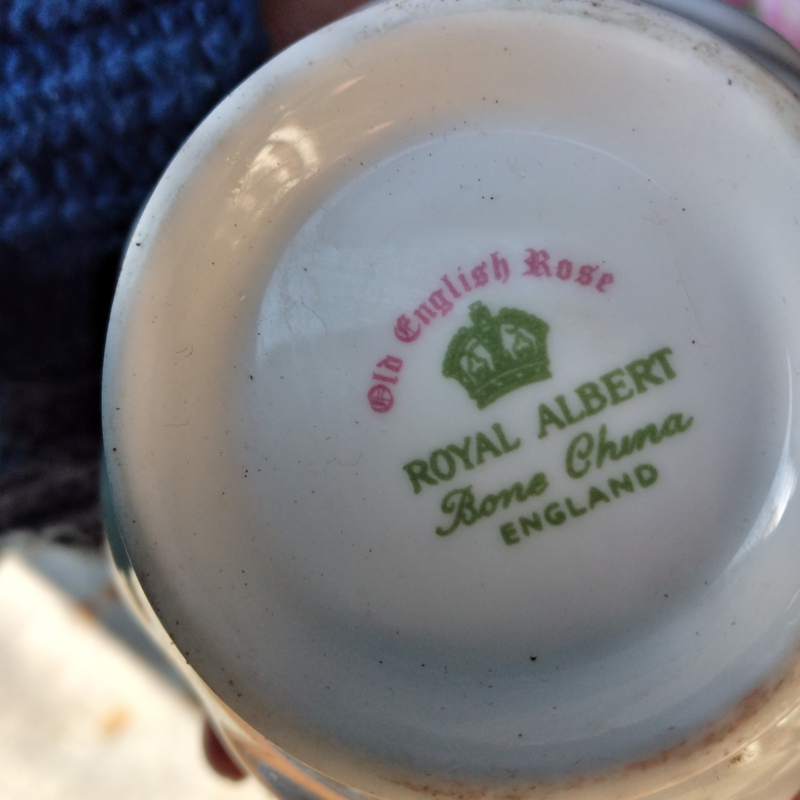 Old English Rose
ROYAL ALBERT
Bone China
ENGLAND